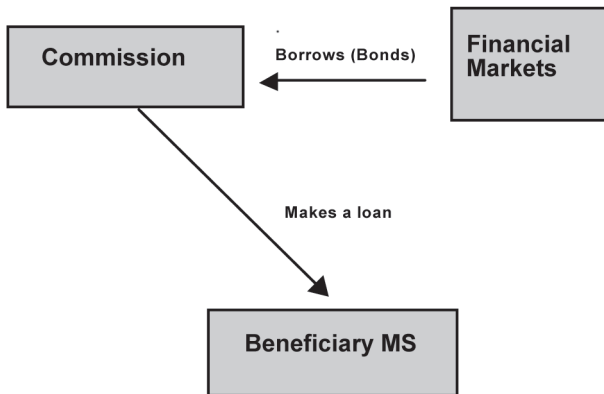 Commission
Borrows (Bonds)
Financial
Markets
Makes a loan
Beneficiary MS